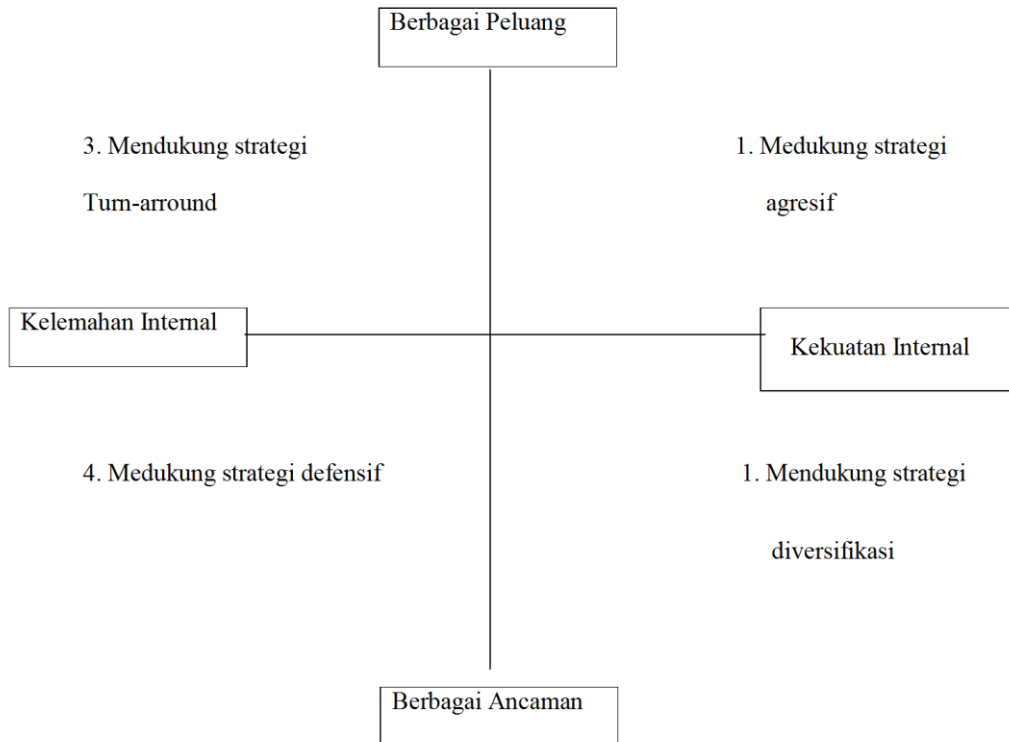 Berbagai Peluang
3. Mendukung strategi
Turn-arround
1. Medukung strategi
agresif
Kelemahan Internal
Kekuatan Internal
4. Medukung strategi defensif
1. Mendukung strategi
diversifikasi
Berbagai Ancaman